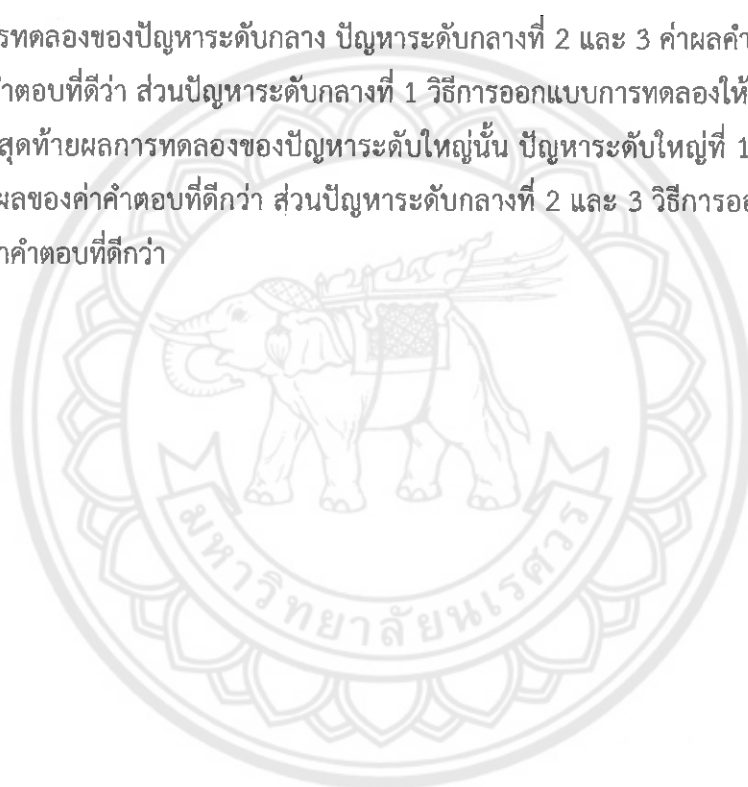 รทดลองของปัญหาระดับกลาง ปัญหาระดับกลางที่ 2 และ 3 ค่าผลคำ
ำตอบที่ดีว่า ส่วนปัญหาระดับกลางที่ 1 วิธีการออกแบบการทดลองให้
สุดท้ายผลการทดลองของปัญหาระดับใหญ่นั้น ปัญหาระดับใหญ่ที่ 1
ผลของค่าคำตอบที่ดีกว่า ส่วนปัญหาระดับกลางที่ 2 และ 3 วิธีการออ
าคำตอบที่ดีกว่า
มหาวิทยาลัยนเรศวร